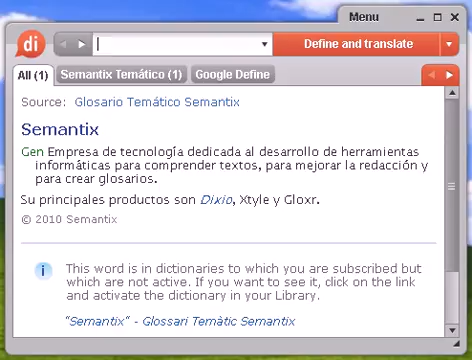 Menu
di
Define and translate
All (1)
Semantix Temático (1)
Google Define
Source: Glosario Temático Semantix
Semantix
Gen Empresa de tecnología dedicada al desarrollo de herramientas
informáticas para comprender textos, para mejorar la redacción y
para crear glosarios.
Su principales productos son Dixio, Xtyle y Gloxr.
© 2010 Semantix
i
This word is in dictionaries to which you are subscribed but
which are not active. If you want to see it, click on the link
and activate the dictionary in your Library.
"Semantix" - Glossari Temàtic Semantix